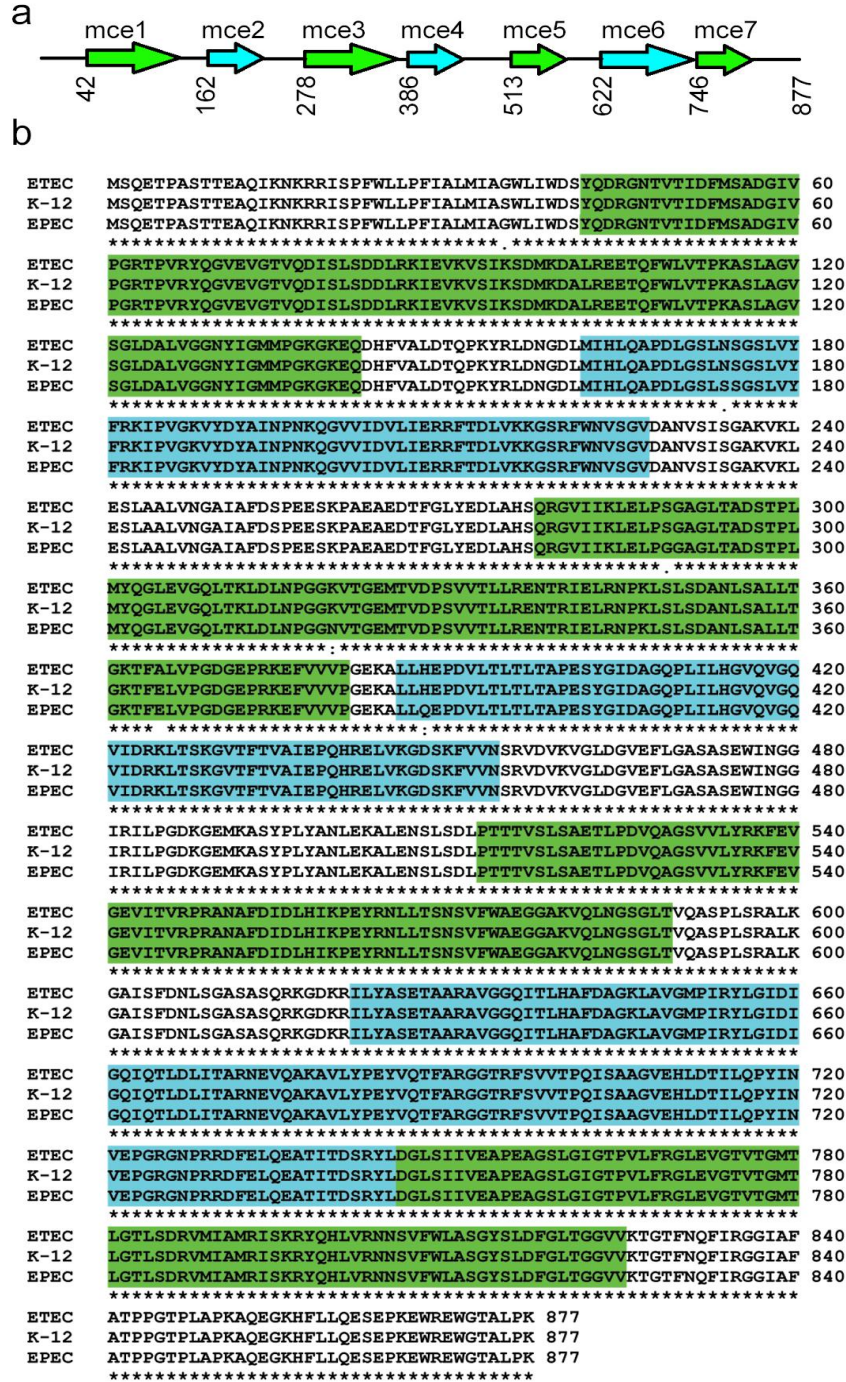 a
mce1 mce2 mce3 mce4 mce5 mce6 mce7
42 162 278 386 513 622 746 877
b
ETEC MSQETPASTTEAQIKNKRRISPFWLLPFIALMIAGWLIWDSYQDRGNTVTIDFMSADGIV 60
K-12 MSQETPASTTEAQIKNKRRISPFWLLPFIALMIASWLIWDSYQDRGNTVTIDFMSADGIV 60
EPEC MSQETPASTTEAQIKNKRRISPFWLLPFIALMIAGWLIWDSYQDRGNTVTIDFMSADGIV 60
**********************************.*************************
ETEC PGRTPVRYQGVEVGTVQDISLSDDLRKIEVKVSIKSDMKDALREETQFWLVTPKASLAGV 120
K-12 PGRTPVRYQGVEVGTVQDISLSDDLRKIEVKVSIKSDMKDALREETQFWLVTPKASLAGV 120
EPEC PGRTPVRYQGVEVGTVQDISLSDDLRKIEVKVSIKSDMKDALREETQFWLVTPKASLAGV 120
************************************************************
ETEC SGLDALVGGNYIGMMPGKGKEQDHFVALDTQPKYRLDNGDLMIHLQAPDLGSLNSGSLVY 180
K-12 SGLDALVGGNYIGMMPGKGKEQDHFVALDTQPKYRLDNGDLMIHLQAPDLGSLNSGSLVY 180
EPEC SGLDALVGGNYIGMMPGKGKEQDHFVALDTQPKYRLDNGDLMIHLQAPDLGSLSSGSLVY 180
*****************************************************.******
ETEC FRKIPVGKVYDYAINPNKQGVVIDVLIERRFTDLVKKGSRFWNVSGVDANVSISGAKVKL 240
K-12 FRKIPVGKVYDYAINPNKQGVVIDVLIERRFTDLVKKGSRFWNVSGVDANVSISGAKVKL 240
EPEC FRKIPVGKVYDYAINPNKQGVVIDVLIERRFTDLVKKGSRFWNVSGVDANVSISGAKVKL 240
************************************************************
ETEC ESLAALVNGAIAFDSPEESKPAEAEDTFGLYEDLAHSQRGVIIKLELPSGAGLTADSTPL 300
K-12 ESLAALVNGAIAFDSPEESKPAEAEDTFGLYEDLAHSQRGVIIKLELPSGAGLTADSTPL 300
EPEC ESLAALVNGAIAFDSPEESKPAEAEDTFGLYEDLAHSQRGVIIKLELPGGAGLTADSTPL 300
************************************************.***********
ETEC MYQGLEVGQLTKLDLNPGGKVTGEMTVDPSVVTLLRENTRIELRNPKLSLSDANLSALLT 360
K-12 MYQGLEVGQLTKLDLNPGGKVTGEMTVDPSVVTLLRENTRIELRNPKLSLSDANLSALLT 360
EPEC MYQGLEVGQLTKLDLNPGGNVTGEMTVDPSVVTLLRENTRIELRNPKLSLSDANLSALLT 360
*******************:****************************************
ETEC GKTFALVPGDGEPRKEFVVVPGEKALLHEPDVLTLTLTAPESYGIDAGQPLILHGVQVGQ 420
K-12 GKTFELVPGDGEPRKEFVVVPGEKALLHEPDVLTLTLTAPESYGIDAGQPLILHGVQVGQ 420
EPEC GKTFELVPGDGEPRKEFVVVPGEKALLQEPDVLTLTLTAPESYGIDAGQPLILHGVQVGQ 420
**** **********************:********************************
ETEC VIDRKLTSKGVTFTVAIEPQHRELVKGDSKFVVNSRVDVKVGLDGVEFLGASASEWINGG 480
K-12 VIDRKLTSKGVTFTVAIEPQHRELVKGDSKFVVNSRVDVKVGLDGVEFLGASASEWINGG 480
EPEC VIDRKLTSKGVTFTVAIEPQHRELVKGDSKFVVNSRVDVKVGLDGVEFLGASASEWINGG 480
************************************************************
ETEC IRILPGDKGEMKASYPLYANLEKALENSLSDLPTTTVSLSAETLPDVQAGSVVLYRKFEV 540
K-12 IRILPGDKGEMKASYPLYANLEKALENSLSDLPTTTVSLSAETLPDVQAGSVVLYRKFEV 540
EPEC IRILPGDKGEMKASYPLYANLEKALENSLSDLPTTTVSLSAETLPDVQAGSVVLYRKFEV 540
************************************************************
ETEC GEVITVRPRANAFDIDLHIKPEYRNLLTSNSVFWAEGGAKVQLNGSGLTVQASPLSRALK 600
K-12 GEVITVRPRANAFDIDLHIKPEYRNLLTSNSVFWAEGGAKVQLNGSGLTVQASPLSRALK 600
EPEC GEVITVRPRANAFDIDLHIKPEYRNLLTSNSVFWAEGGAKVQLNGSGLTVQASPLSRALK 600
************************************************************
ETEC GAISFDNLSGASASQRKGDKRILYASETAARAVGGQITLHAFDAGKLAVGMPIRYLGIDI 660
K-12 GAISFDNLSGASASQRKGDKRILYASETAARAVGGQITLHAFDAGKLAVGMPIRYLGIDI 660
EPEC GAISFDNLSGASASQRKGDKRILYASETAARAVGGQITLHAFDAGKLAVGMPIRYLGIDI 660
************************************************************
ETEC GQIQTLDLITARNEVQAKAVLYPEYVQTFARGGTRFSVVTPQISAAGVEHLDTILQPYIN 720
K-12 GQIQTLDLITARNEVQAKAVLYPEYVQTFARGGTRFSVVTPQISAAGVEHLDTILQPYIN 720
EPEC GQIQTLDLITARNEVQAKAVLYPEYVQTFARGGTRFSVVTPQISAAGVEHLDTILQPYIN 720
************************************************************
ETEC VEPGRGNPRRDFELQEATITDSRYLDGLSIIVEAPEAGSLGIGTPVLFRGLEVGTVTGMT 780
K-12 VEPGRGNPRRDFELQEATITDSRYLDGLSIIVEAPEAGSLGIGTPVLFRGLEVGTVTGMT 780
EPEC VEPGRGNPRRDFELQEATITDSRYLDGLSIIVEAPEAGSLGIGTPVLFRGLEVGTVTGMT 780
************************************************************
ETEC LGTLSDRVMIAMRISKRYQHLVRNNSVFWLASGYSLDFGLTGGVVKTGTFNQFIRGGIAF 840
K-12 LGTLSDRVMIAMRISKRYQHLVRNNSVFWLASGYSLDFGLTGGVVKTGTFNQFIRGGIAF 840
EPEC LGTLSDRVMIAMRISKRYQHLVRNNSVFWLASGYSLDFGLTGGVVKTGTFNQFIRGGIAF 840
************************************************************
ETEC ATPPGTPLAPKAQEGKHFLLQESEPKEWREWGTALPK 877
K-12 ATPPGTPLAPKAQEGKHFLLQESEPKEWREWGTALPK 877
EPEC ATPPGTPLAPKAQEGKHFLLQESEPKEWREWGTALPK 877
*************************************